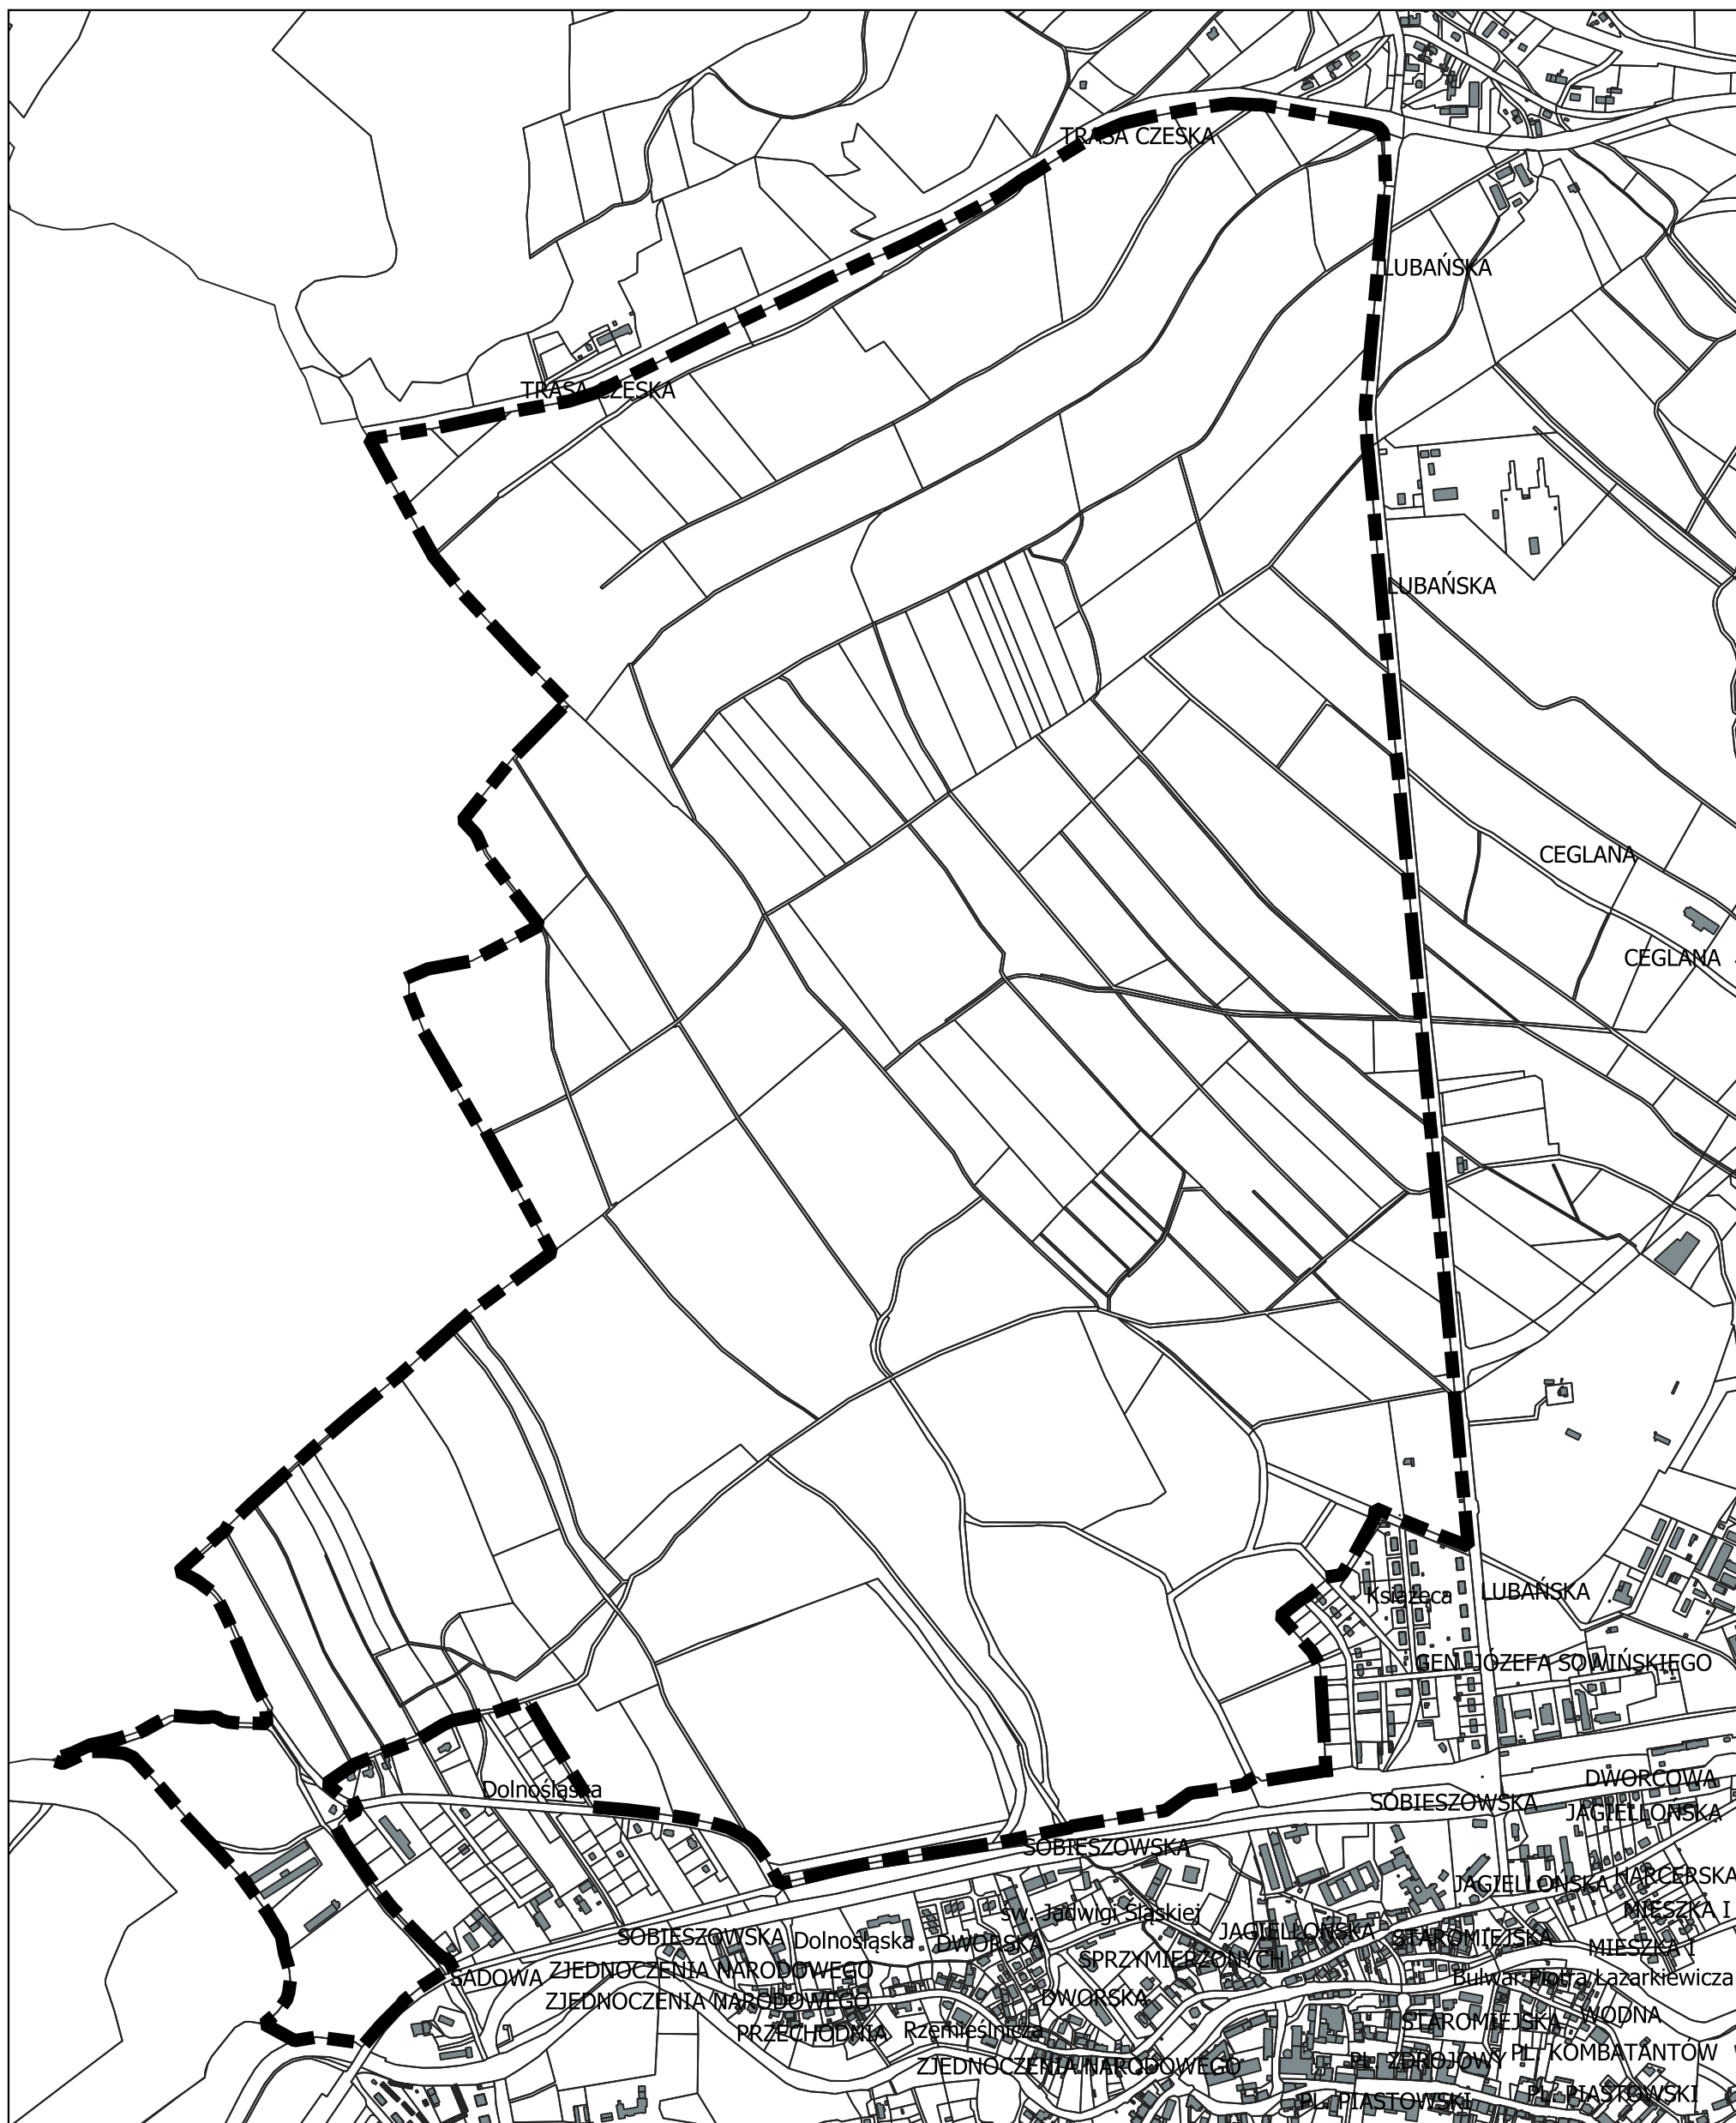 TRASA CZESKA
LUBAŃSKA
TRASA CZESKA
LUBAŃSKA
CEGLANA
CEGLANA
Książęca
LUBAŃSKA
GEN. JÓZEFA SOWIŃSKIEGO
DWORCOWA
Dolnośląska
SOBIESZOWSKA
JAGIELLOŃSKA
SOBIESZOWSKA
JAGIELLOŃSKA
HARCERSKA
św. Jadwigi Śląskiej
MIESZKA I
JAGIELLOŃSKA
STAROMIEJSKA
SOBIESZOWSKA
Dolnośląska
DWORSKA
MIESZKA I
SPRZYMIERZONYCH
SĄDOWA
ZJEDNOCZENIA NARODOWEGO
Bulwar Piotra Łazarkiewicza
ZJEDNOCZENIA NARODOWEGO
DWORSKA
STAROMIEJSKA
WODNA
PRZECHODNIA
Rzemieślnicza
PL. ZDROJOWY
PL. KOMBATANTÓW
ZJEDNOCZENIA NARODOWEGO
PL. PIASTOWSKI
PL. PIASTOWSKI